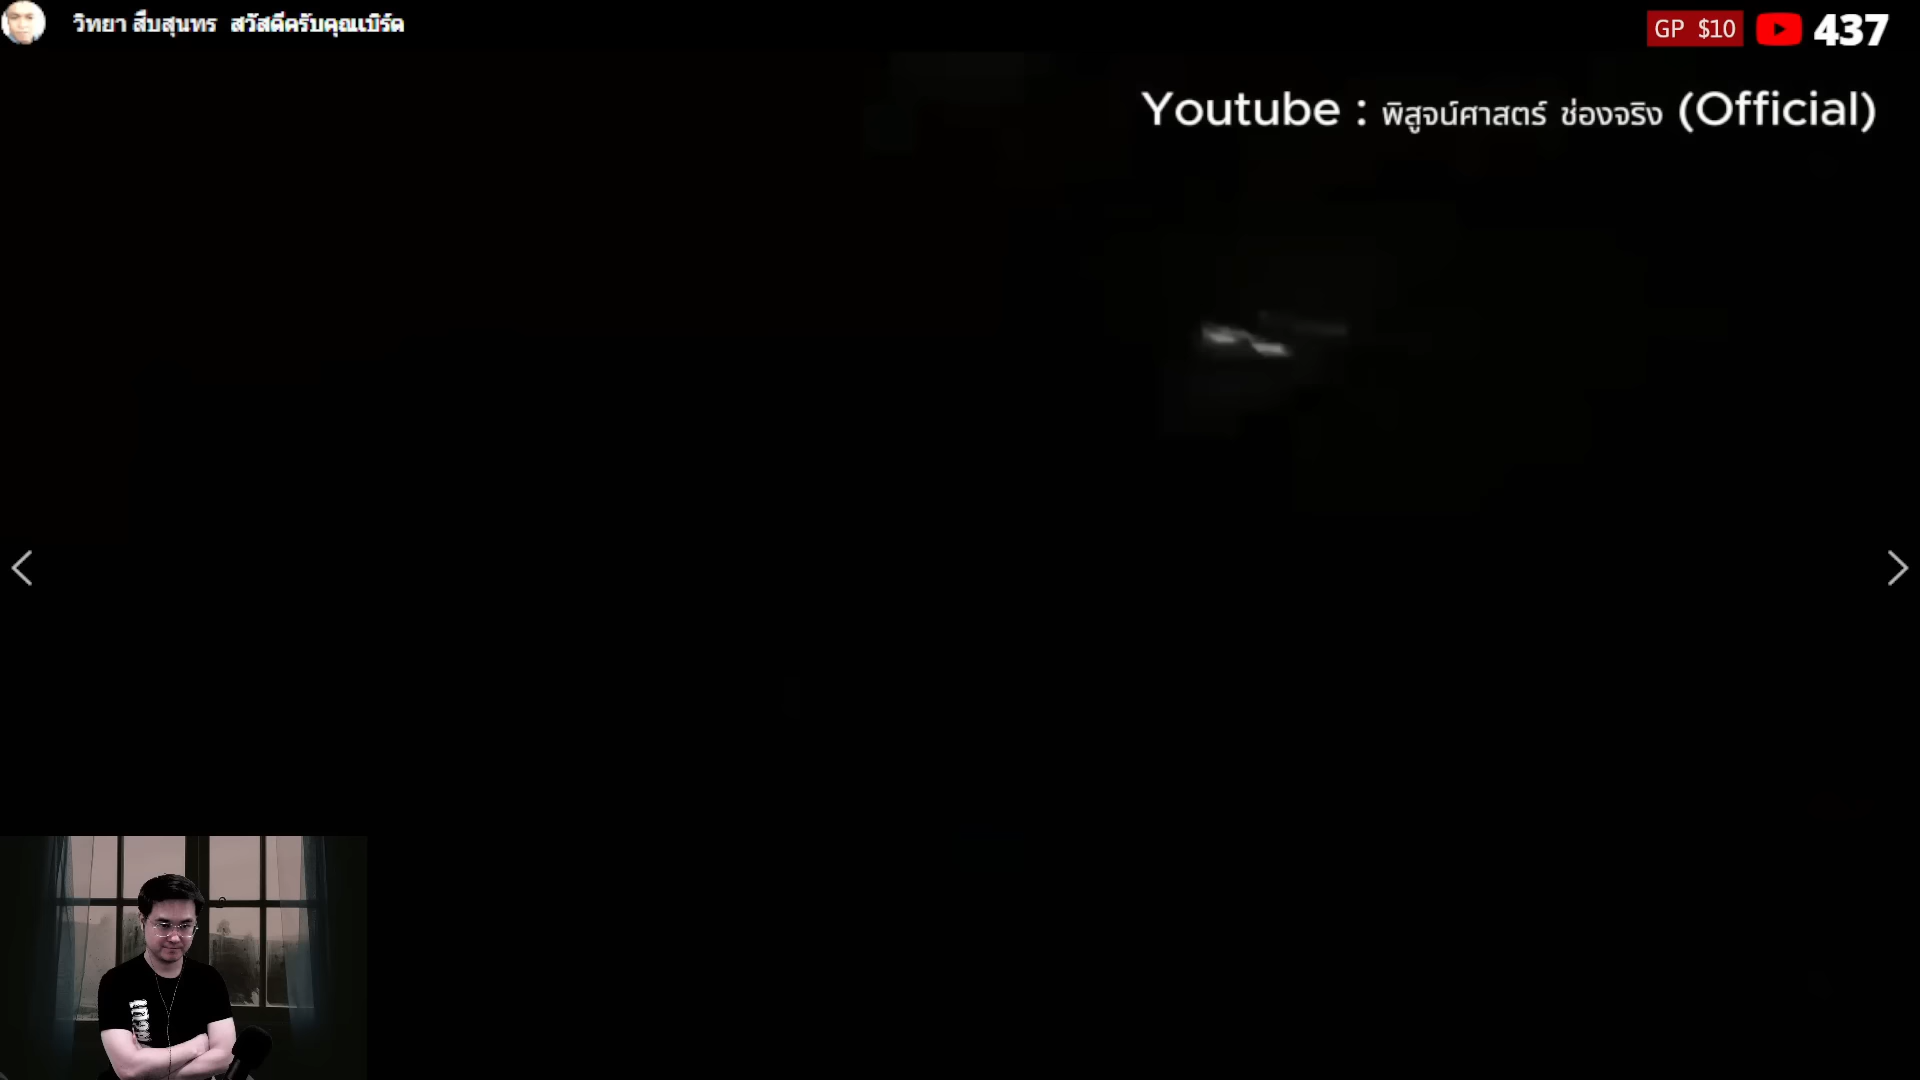 วิทยา สืบสุนทร สวัสดีครับคุณเบิร์ด
GP $10 437
Youtube : พิสูจน์ศาสตร์ ช่องจริง (Official)